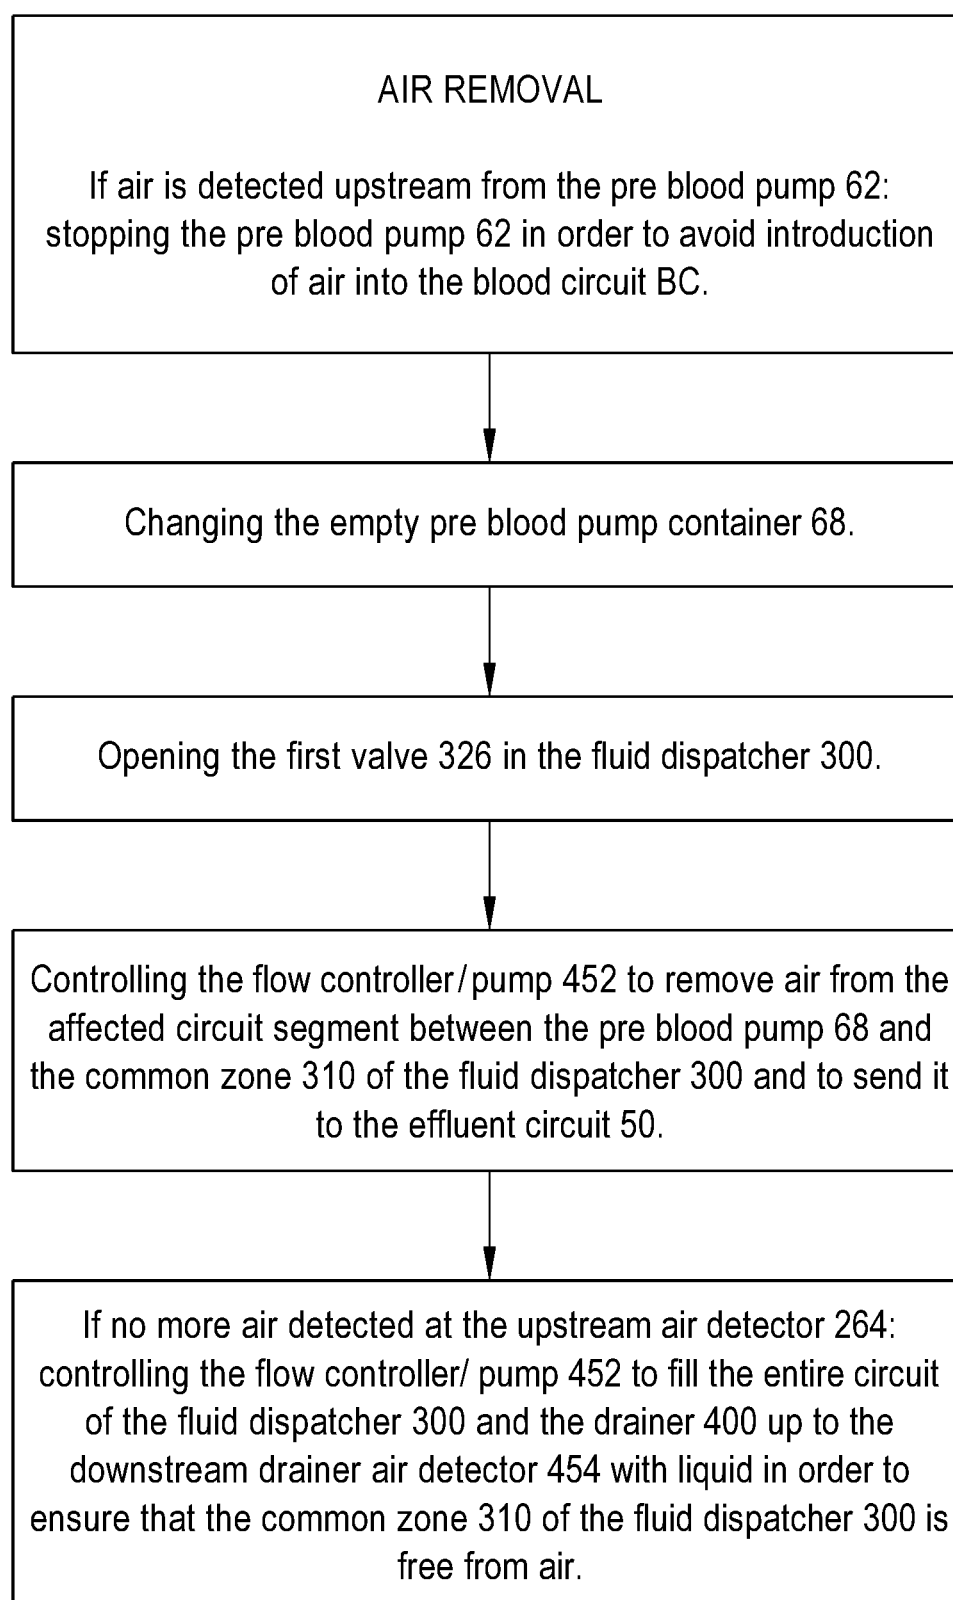 AIR REMOVAL
If air is detected upstream from the pre blood pump 62:
stopping the pre blood pump 62 in order to avoid introduction
of air into the blood circuit BC.
Changing the empty pre blood pump container 68.
Opening the first valve 326 in the fluid dispatcher 300.
Controlling the flow controller/pump 452 to remove air from the
affected circuit segment between the pre blood pump 68 and
the common zone 310 of the fluid dispatcher 300 and to send it
to the effluent circuit 50.
If no more air detected at the upstream air detector 264:
controlling the flow controller/ pump 452 to fill the entire circuit
of the fluid dispatcher 300 and the drainer 400 up to the
downstream drainer air detector 454 with liquid in order to
ensure that the common zone 310 of the fluid dispatcher 300 is
free from air.